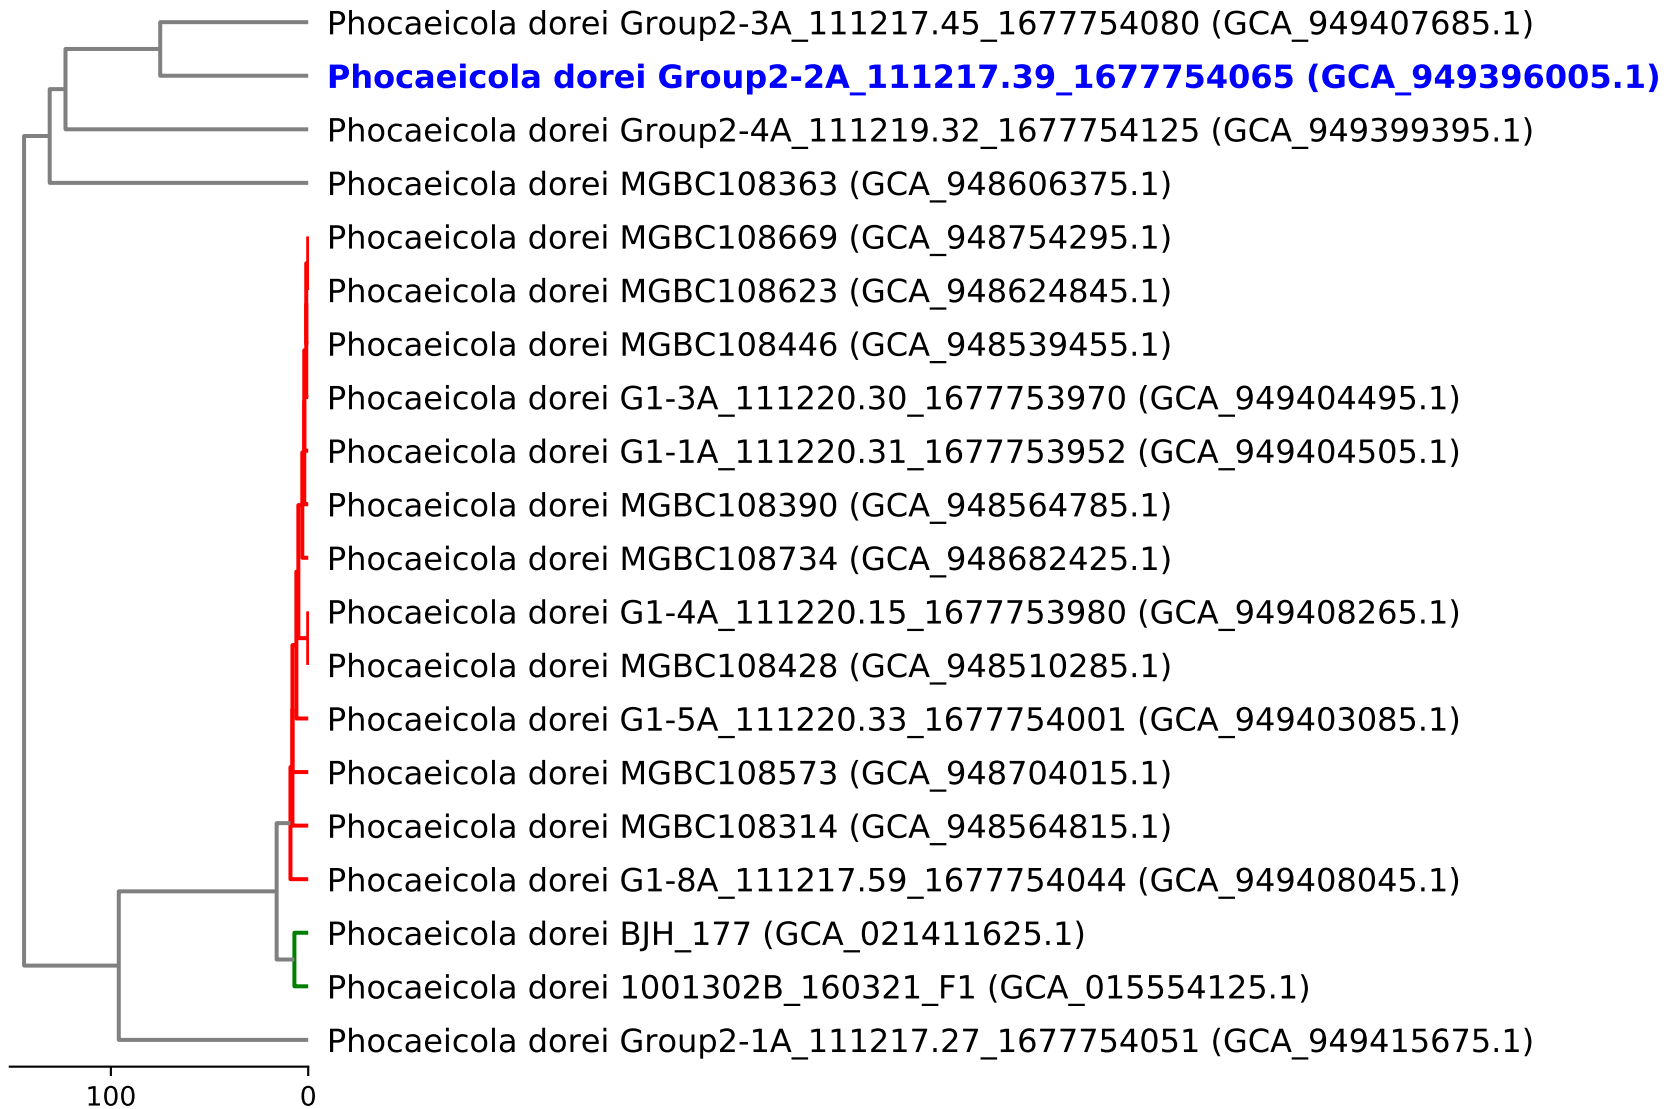 Phocaeicola dorei Group2-3A_111217.45_1677754080 (GCA_949407685.1)
Phocaeicola dorei Group2-2A_111217.39_1677754065 (GCA_949396005.1)
Phocaeicola dorei Group2-4A_111219.32_1677754125 (GCA_949399395.1)
Phocaeicola dorei MGBC108363 (GCA_948606375.1)
Phocaeicola dorei MGBC108669 (GCA_948754295.1)
Phocaeicola dorei MGBC108623 (GCA_948624845.1)
Phocaeicola dorei MGBC108446 (GCA_948539455.1)
Phocaeicola dorei G1-3A_111220.30_1677753970 (GCA_949404495.1)
Phocaeicola dorei G1-1A_111220.31_1677753952 (GCA_949404505.1)
Phocaeicola dorei MGBC108390 (GCA_948564785.1)
Phocaeicola dorei MGBC108734 (GCA_948682425.1)
Phocaeicola dorei G1-4A_111220.15_1677753980 (GCA_949408265.1)
Phocaeicola dorei MGBC108428 (GCA_948510285.1)
Phocaeicola dorei G1-5A_111220.33_1677754001 (GCA_949403085.1)
Phocaeicola dorei MGBC108573 (GCA_948704015.1)
Phocaeicola dorei MGBC108314 (GCA_948564815.1)
Phocaeicola dorei G1-8A_111217.59_1677754044 (GCA_949408045.1)
Phocaeicola dorei BJH_177 (GCA_021411625.1)
Phocaeicola dorei 1001302B_160321_F1 (GCA_015554125.1)
Phocaeicola dorei Group2-1A_111217.27_1677754051 (GCA_949415675.1)
100 0